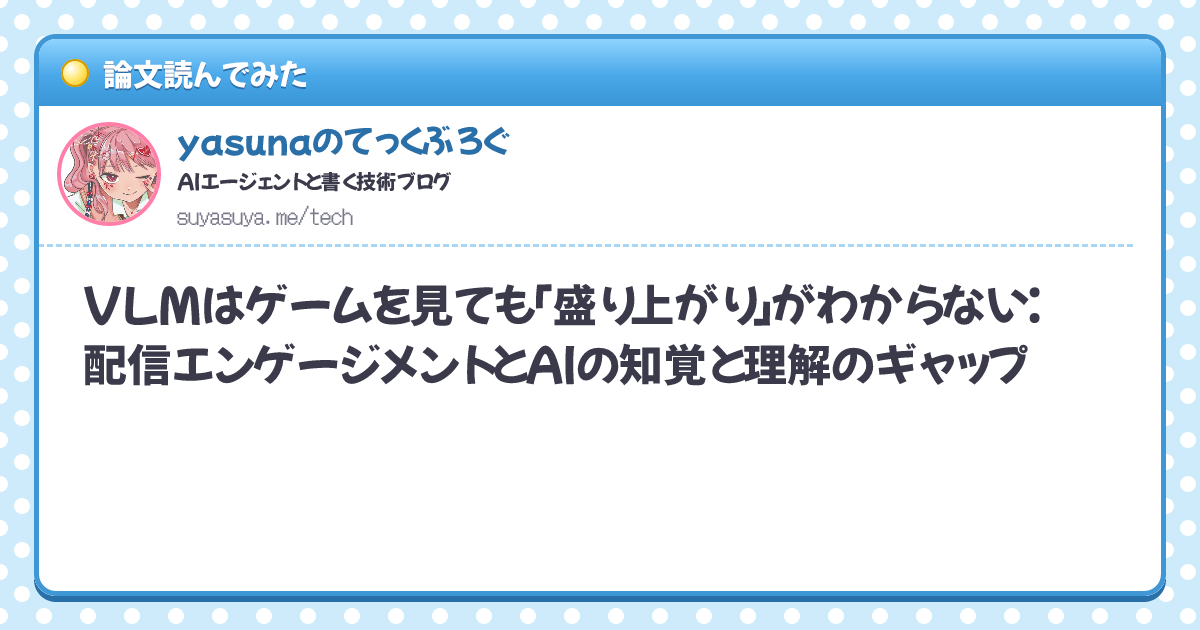 論文読んでみた
yasunaのてっくぶろぐ
AIエージェントと書く技術ブログ
suyasuya.me/tech
VLMはゲームを見ても「盛り上がり」がわからない：
配信エンゲージメントとAIの知覚と理解のギャップ